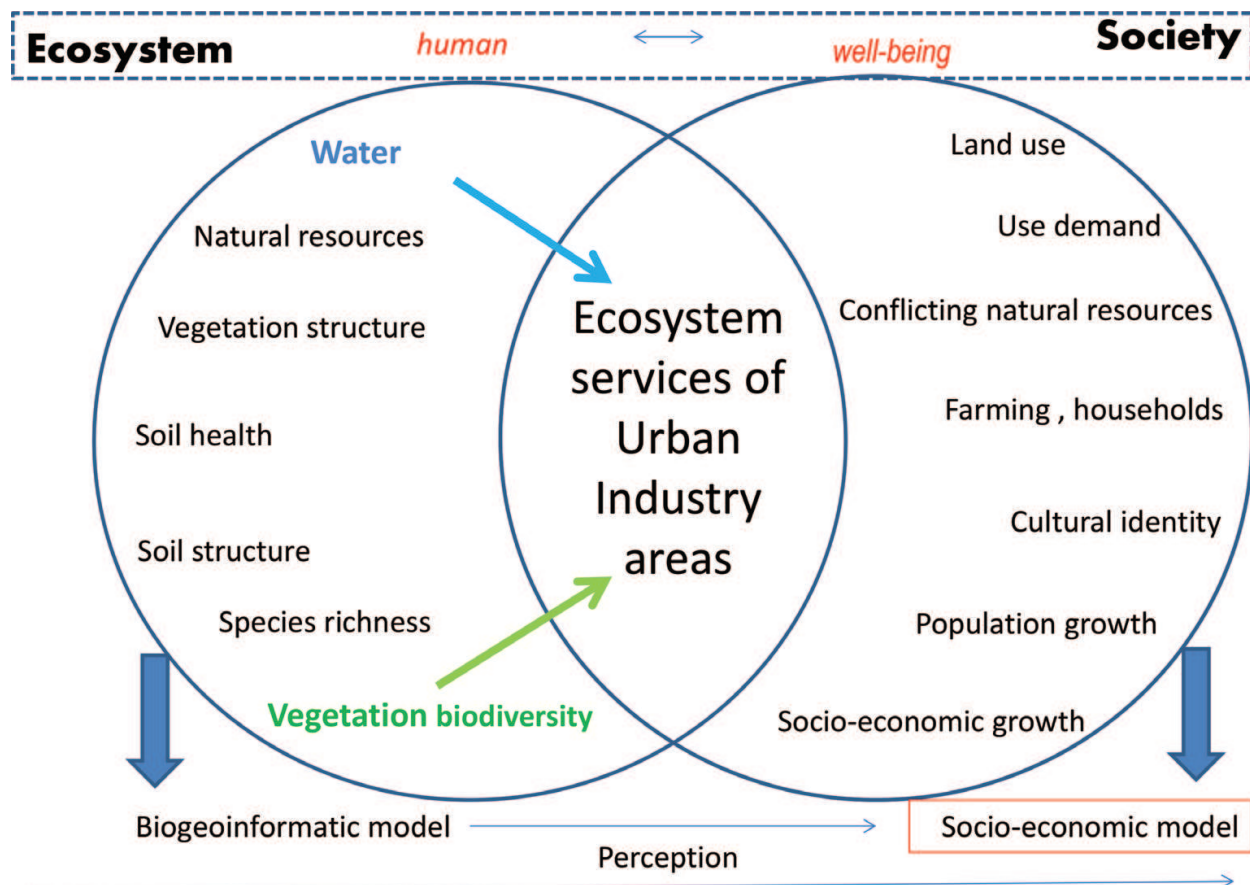 Ecosystem
human
well-being
Society
Water
Natural resources
Vegetation structure
Soil health
Soil structure
Species richness
Vegetation biodiversity
Ecosystem
services of
Urban
Industry
areas
Land use
Use demand
Conflicting natural resources
Farming , households
Cultural identity
Population growth
Socio-economic growth
Biogeoinformatic model
Socio-economic model
Perception